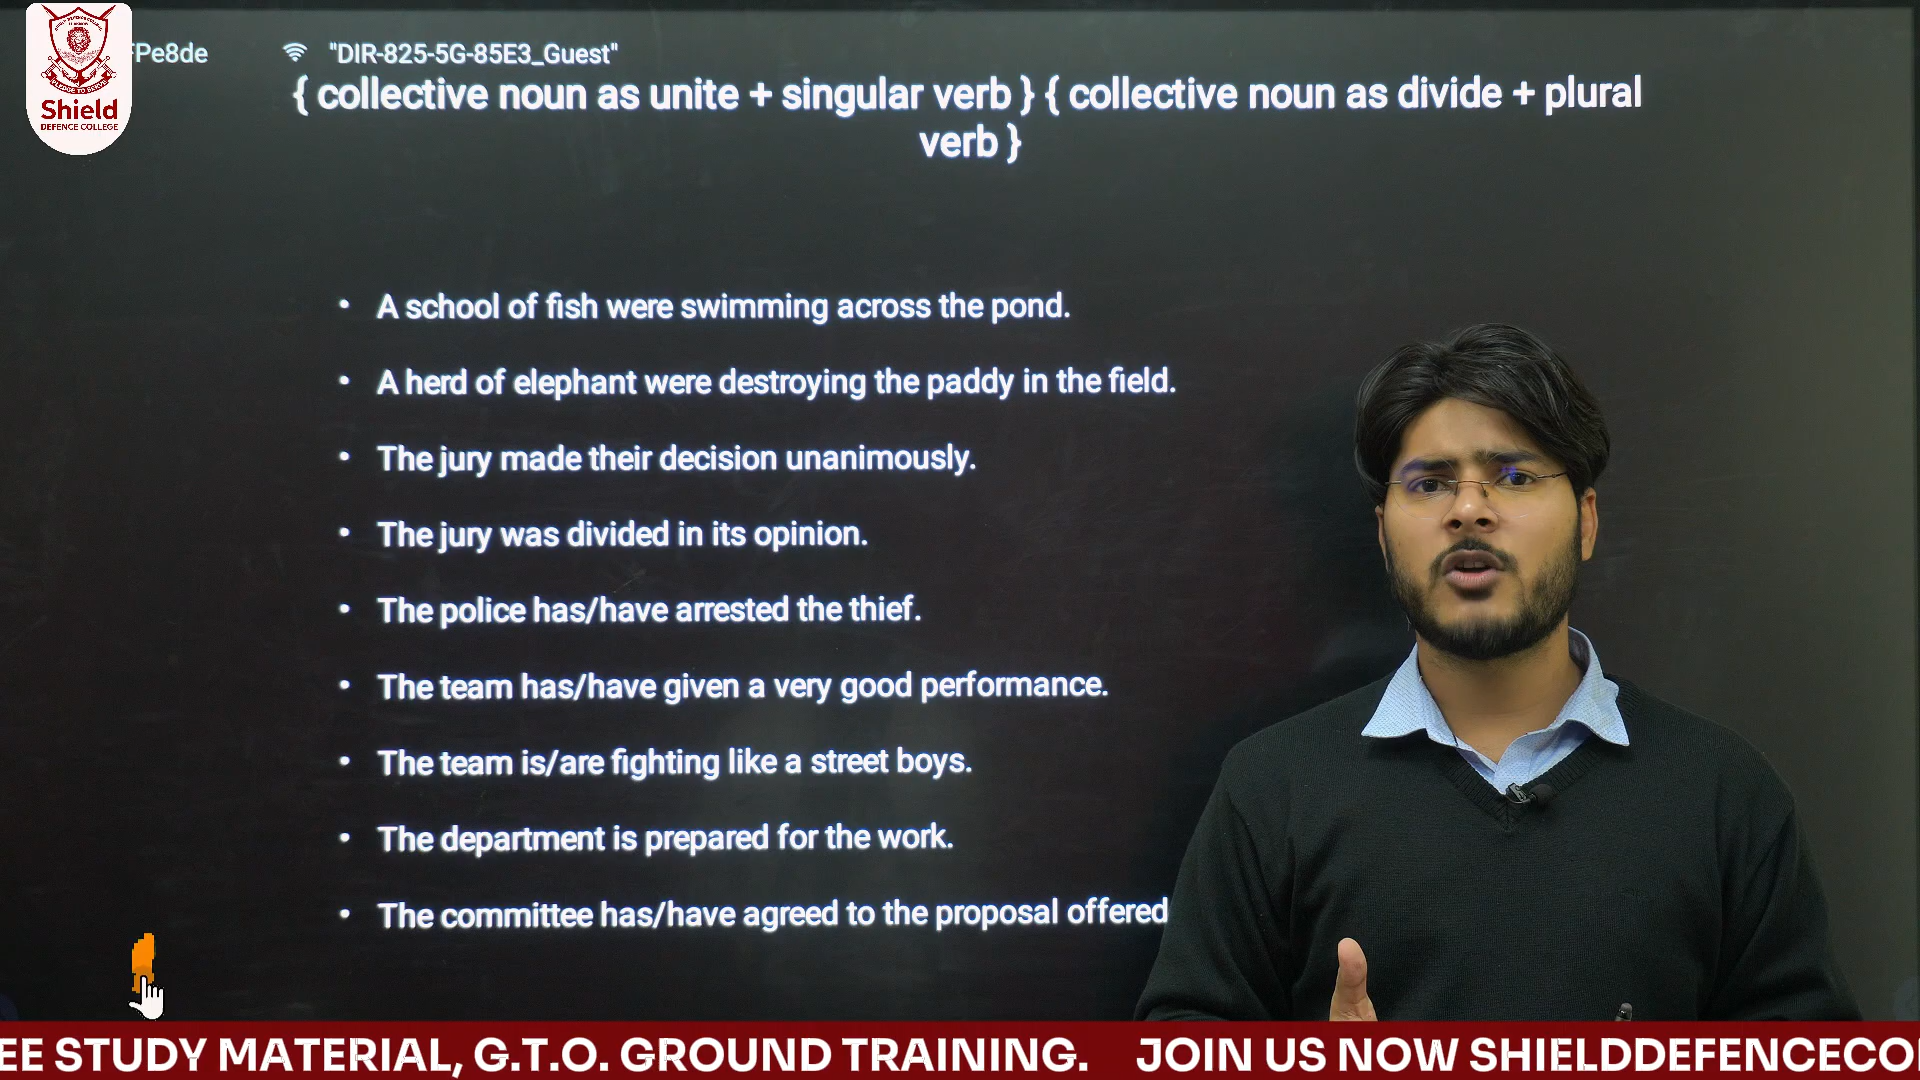 FPe8de "DIR-825-5G-85E3_Guest"
{ collective noun as unite + singular verb } { collective noun as divide + plural
verb }
Shield
DEFENCE COLLEGE
• A school of fish were swimming across the pond.
• A herd of elephant were destroying the paddy in the field.
• The jury made their decision unanimously.
• The jury was divided in its opinion.
• The police has/have arrested the thief.
• The team has/have given a very good performance.
• The team is/are fighting like a street boys.
• The department is prepared for the work.
• The committee has/have agreed to the proposal offered
EE STUDY MATERIAL, G.T.O. GROUND TRAINING. JOIN US NOW SHIELDDEFENCECO